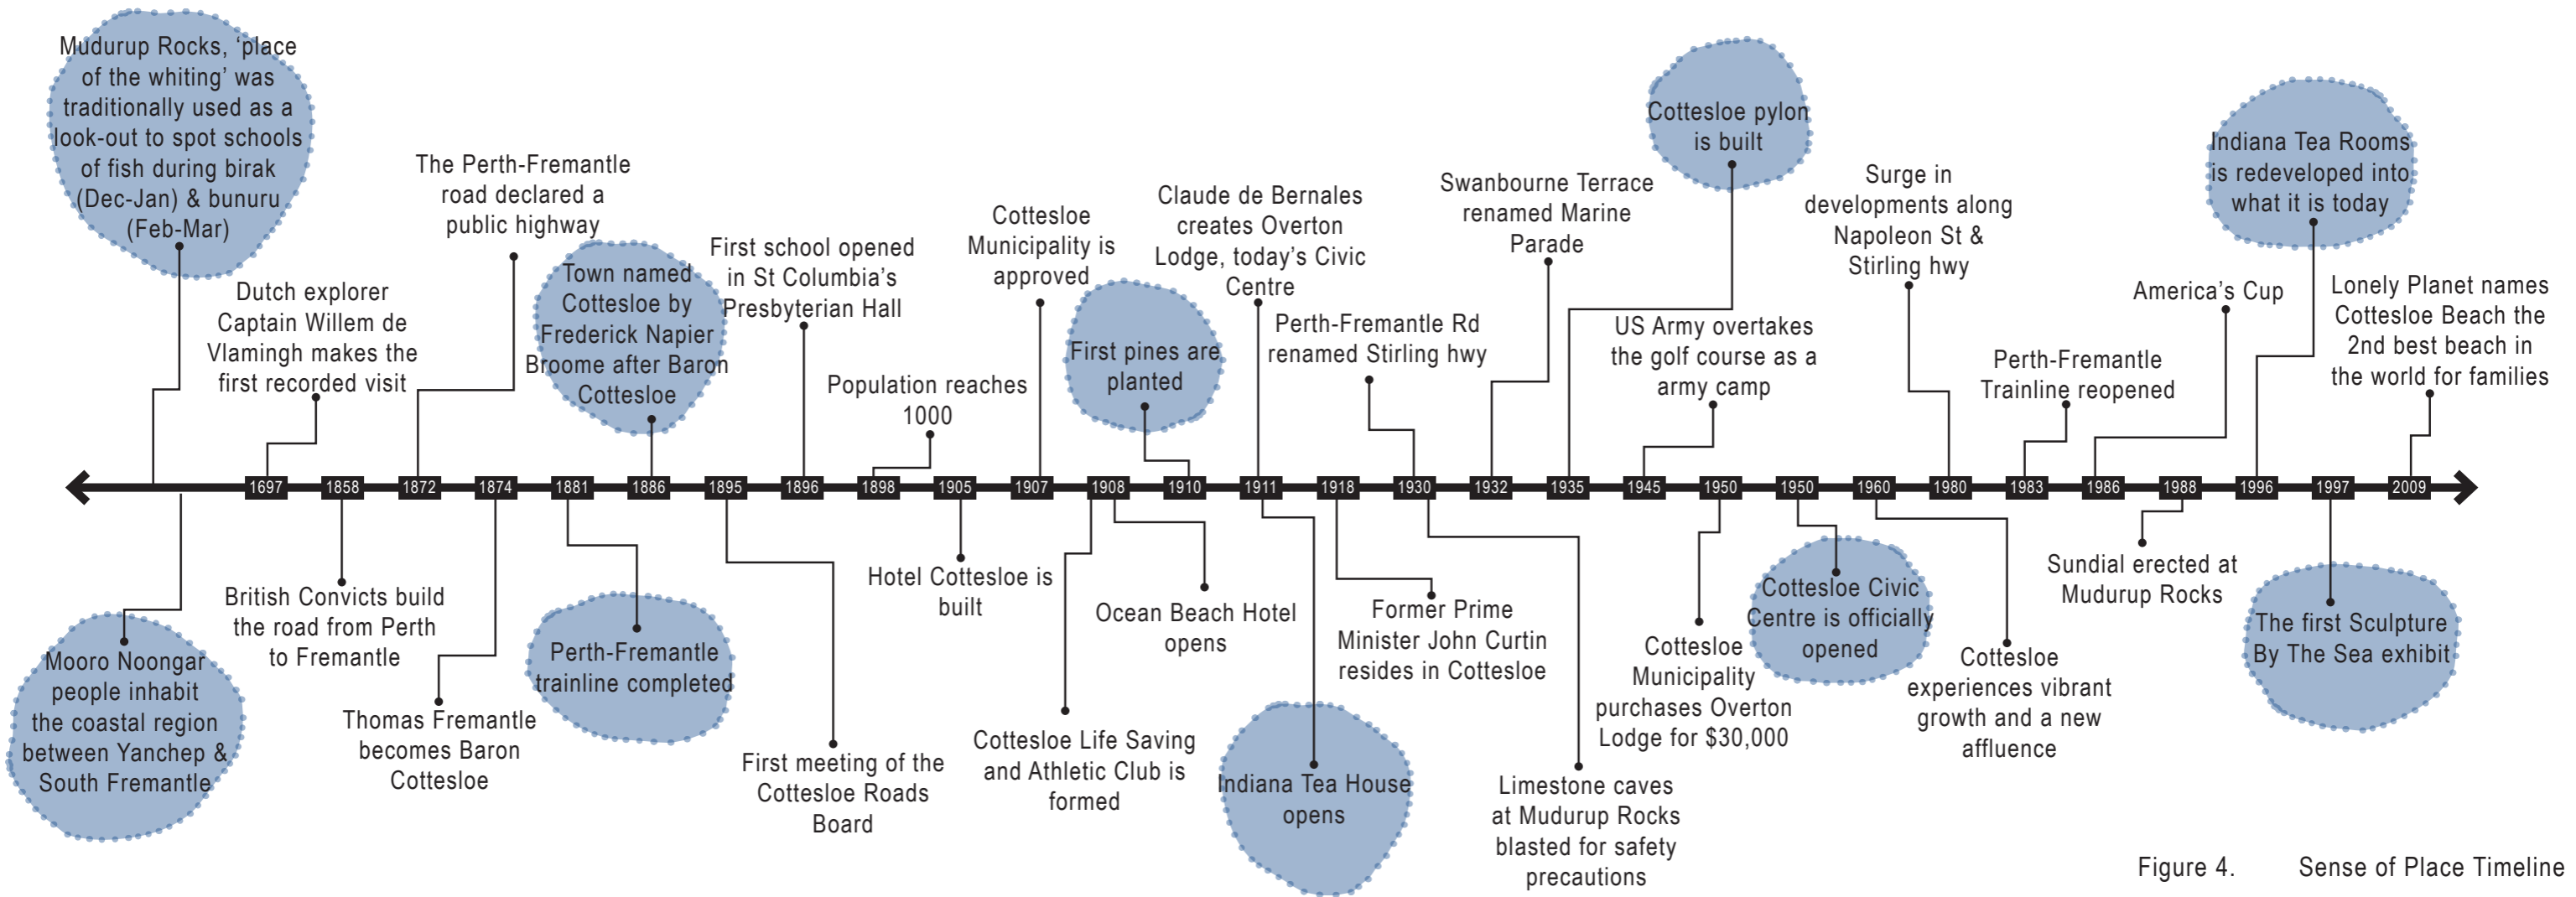 Mudurup Rocks, ‘place
of the whiting’ was
traditionally used as a
look-out to spot schools
of fish during birak
(Dec-Jan) & bunuru
(Feb-Mar)
Dutch explorer
Captain Willem de
Vlamingh makes the
first recorded visit
The Perth-Fremantle
road declared a
public highway
Town named
Cottesloe by
Frederick Napier
Broome after Baron
Cottesloe
First school opened
in St Columbia’s
Presbyterian Hall
Population reaches
1000
Cottesloe
Municipality is
approved
First pines are
planted
Claude de Bernales
creates Overton
Lodge, today’s Civic
Centre
Perth-Fremantle Rd
renamed Stirling hwy
Swanbourne Terrace
renamed Marine
Parade
Cottesloe pylon
is built
US Army overtakes
the golf course as a
army camp
Surge in
developments along
Napoleon St &
Stirling hwy
Perth-Fremantle
Trainline reopened
America’s Cup
Indiana Tea Rooms
is redeveloped into
what it is today
Lonely Planet names
Cottesloe Beach the
2nd best beach in
the world for families
1697 1858 1872 1874 1881 1886 1895 1896 1898 1905 1907 1908 1910 1911 1918 1930 1932 1935 1945 1950 1950 1960 1980 1983 1986 1988 1996 1997 2009
Mooro Noongar
people inhabit
the coastal region
between Yanchep &
South Fremantle
British Convicts build
the road from Perth
to Fremantle
Thomas Fremantle
becomes Baron
Cottesloe
Perth-Fremantle
trainline completed
First meeting of the
Cottesloe Roads
Board
Hotel Cottesloe is
built
Cottesloe Life Saving
and Athletic Club is
formed
Ocean Beach Hotel
opens
Indiana Tea House
opens
Former Prime
Minister John Curtin
resides in Cottesloe
Limestone caves
at Mudurup Rocks
blasted for safety
precautions
Cottesloe
Municipality
purchases Overton
Lodge for $30,000
Cottesloe Civic
Centre is officially
opened
Cottesloe
experiences vibrant
growth and a new
affluence
Sundial erected at
Mudurup Rocks
The first Sculpture
By The Sea exhibit
Figure 4. Sense of Place Timeline